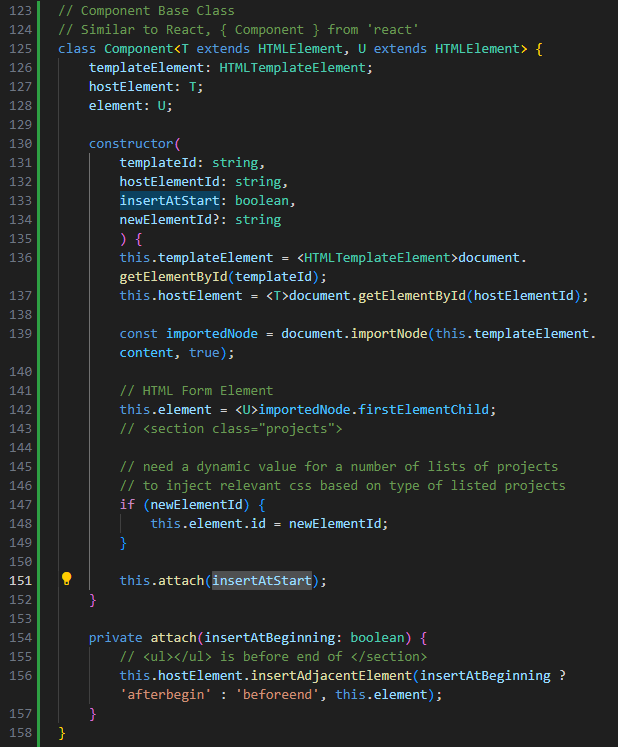 123 // Component Base Class
124 // Similar to React, { Component } from 'react'
125 class Component<T extends HTMLElement, U extends HTMLElement> {
126     templateElement: HTMLTemplateElement;
127     hostElement: T;
128     element: U;
129
130     constructor(
131         templateId: string,
132         hostElementId: string,
133         insertAtStart: boolean,
134         newElementId?: string
135         ) {
136         this.templateElement = <HTMLTemplateElement>document.
        getElementById(templateId);
137         this.hostElement = <T>document.getElementById(hostElementId);
138
139         const importedNode = document.importNode(this.templateElement.
        content, true);
140
141         // HTML Form Element
142         this.element = <U>importedNode.firstElementChild;
143         // <section class="projects">
144
145         // need a dynamic value for a number of lists of projects
146         // to inject relevant css based on type of listed projects
147         if (newElementId) {
148             this.element.id = newElementId;
149         }
150
151         this.attach(insertAtStart);
152     }
153
154     private attach(insertAtBeginning: boolean) {
155         // <ul></ul> is before end of </section>
156         this.hostElement.insertAdjacentElement(insertAtBeginning ?
        'afterbegin' : 'beforeend', this.element);
157     }
158 }